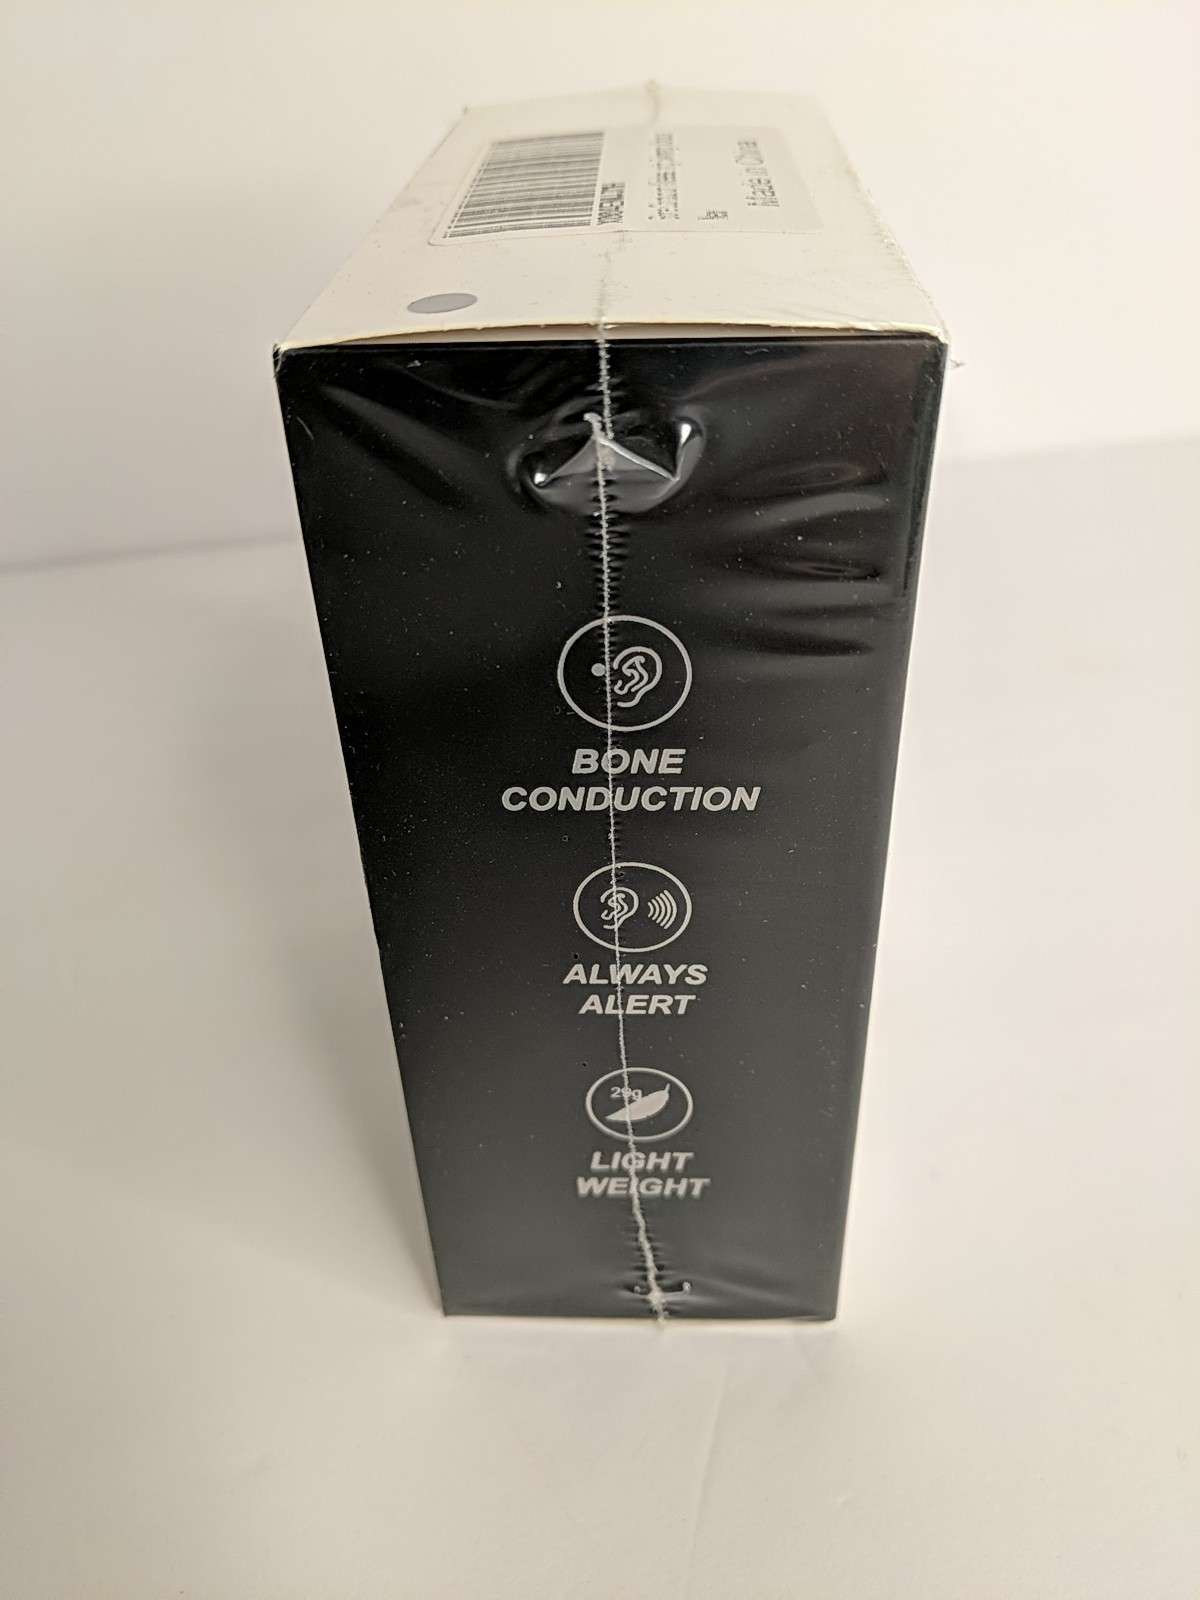 Made in China
BONE
CONDUCTION
ALWAYS
ALERT
29g
LIGHT
WEIGHT